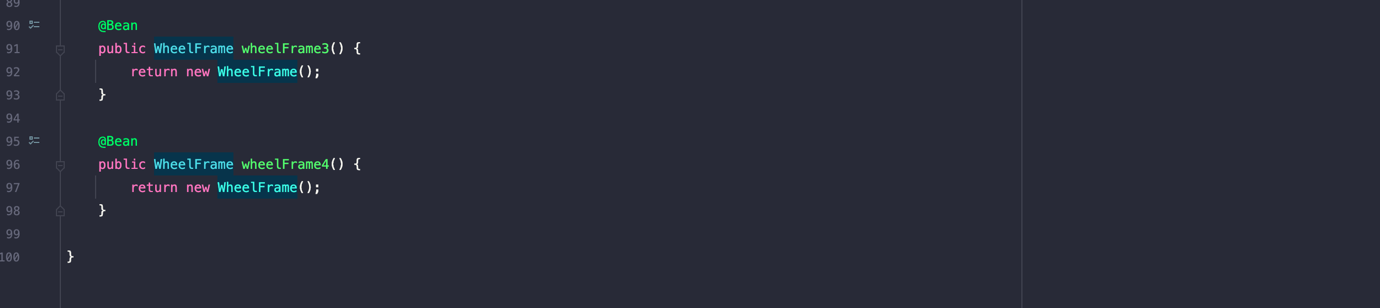 89
90 @Bean
91 public WheelFrame wheelFrame3() {
92 return new WheelFrame();
93 }
94
95 @Bean
96 public WheelFrame wheelFrame4() {
97 return new WheelFrame();
98 }
99
100 }